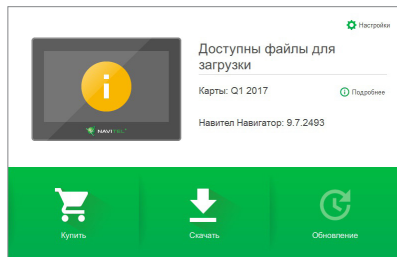 Настройки
Доступны файлы для
загрузки
Карты: Q1 2017
Подробнее
Навител Навигатор: 9.7.2493
NAVITEL
Купить
Скачать
Обновление